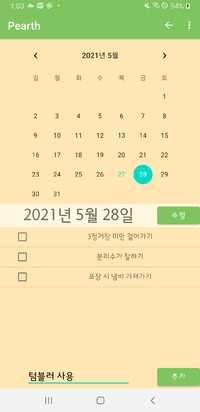 1:03 94%
Pearth
2021년 5월
일 월 화 수 목 금 토
1
2 3 4 5 6 7 8
9 10 11 12 13 14 15
16 17 18 19 20 21 22
23 24 25 26 27 28 29
30 31
2021년 5월 28일 수정
3정거장 미만 걸어가기
분리수거 잘하기
포장 시 냄비 가져가기
텀블러 사용 추가